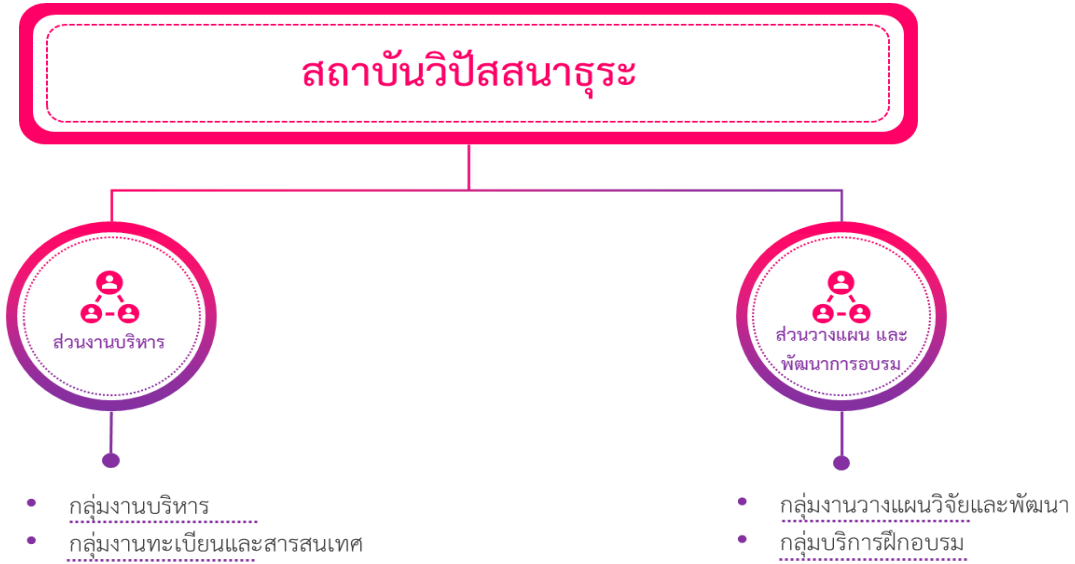 สถาบันวิปัสสนาธุระ
ส่วนงานบริหาร
ส่วนวางแผน และ
พัฒนาการอบรม
กลุ่มงานบริหาร
กลุ่มงานทะเบียนและสารสนเทศ
กลุ่มงานวางแผนวิจัยและพัฒนา
กลุ่มบริการฝึกอบรม